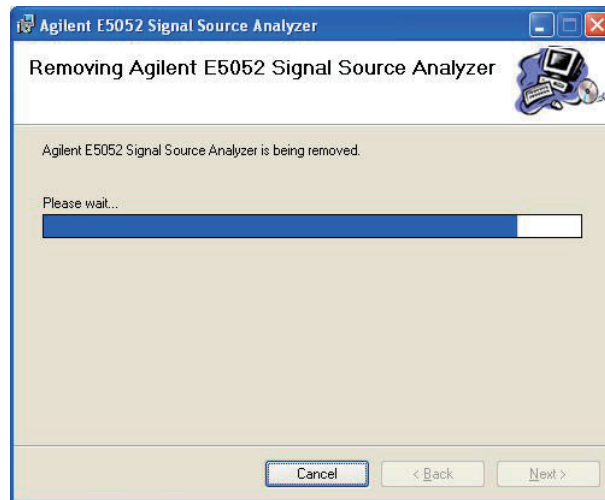 Agilent E5052 Signal Source Analyzer
Removing Agilent E5052 Signal Source Analyzer
Agilent E5052 Signal Source Analyzer is being removed.
Please wait...
Cancel
< Back
Next >